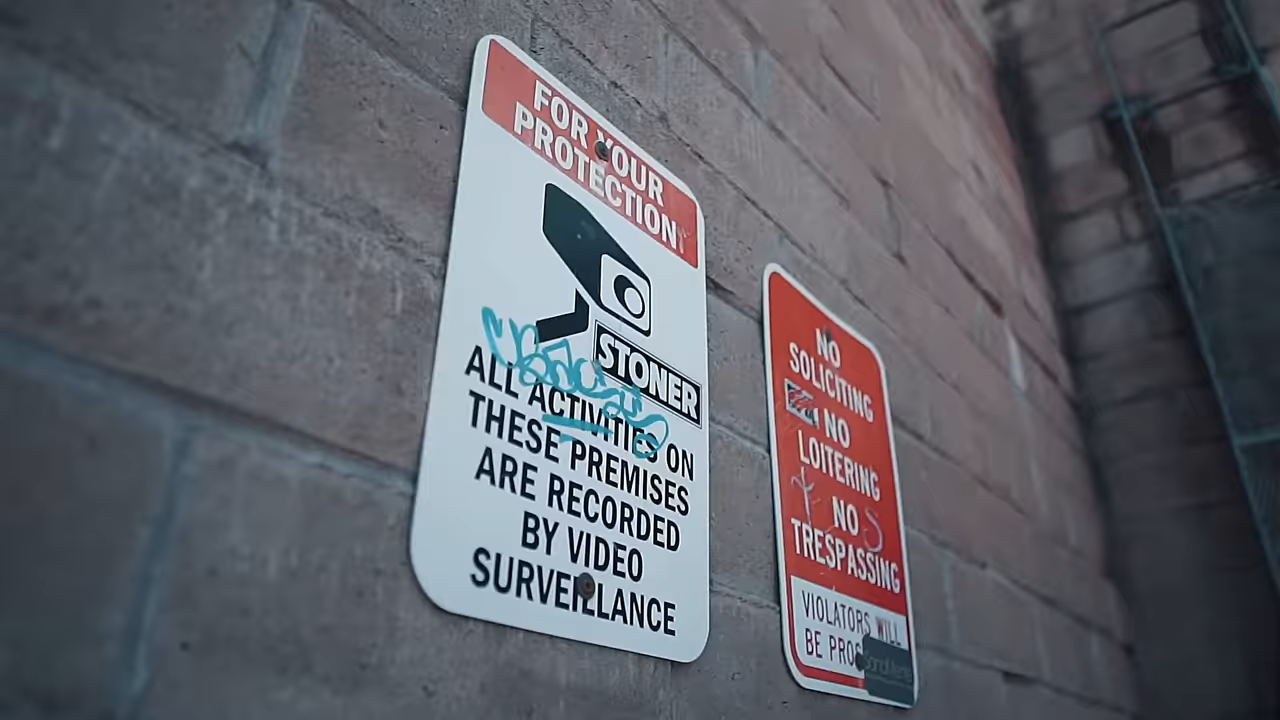 FOR YOUR
PROTECTION
STONER
ALL ACTIVITIES ON
THESE PREMISES
ARE RECORDED
BY VIDEO
SURVEILLANCE
NO
SOLICITING
NO
LOITERING
NO
TRESPASSING
VIOLATORS WILL
BE PROS